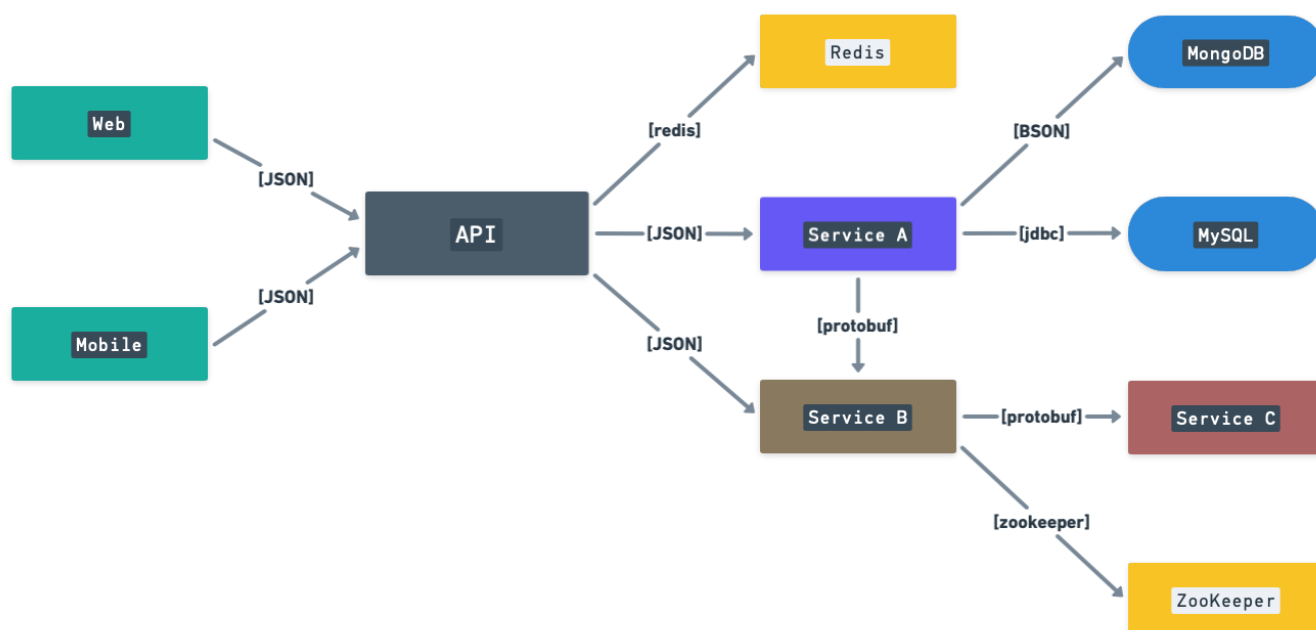 Redis
MongoDB
Web
[redis]
[BSON]
[JSON]
API
[JSON]
Service A
[jdbc]
MySQL
[JSON]
[protobuf]
Mobile
[JSON]
Service B
[protobuf]
Service C
[zookeeper]
ZooKeeper